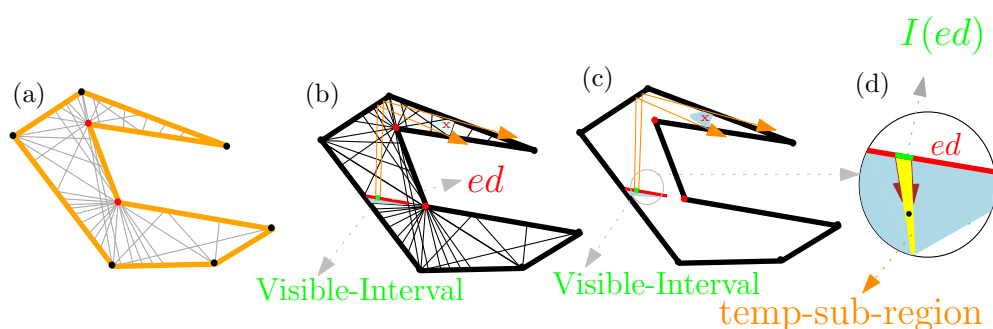 I(ed)
(a)
(b)
(c)
(d)
x
x
ed
ed
Visible-Interval
Visible-Interval
temp-sub-region